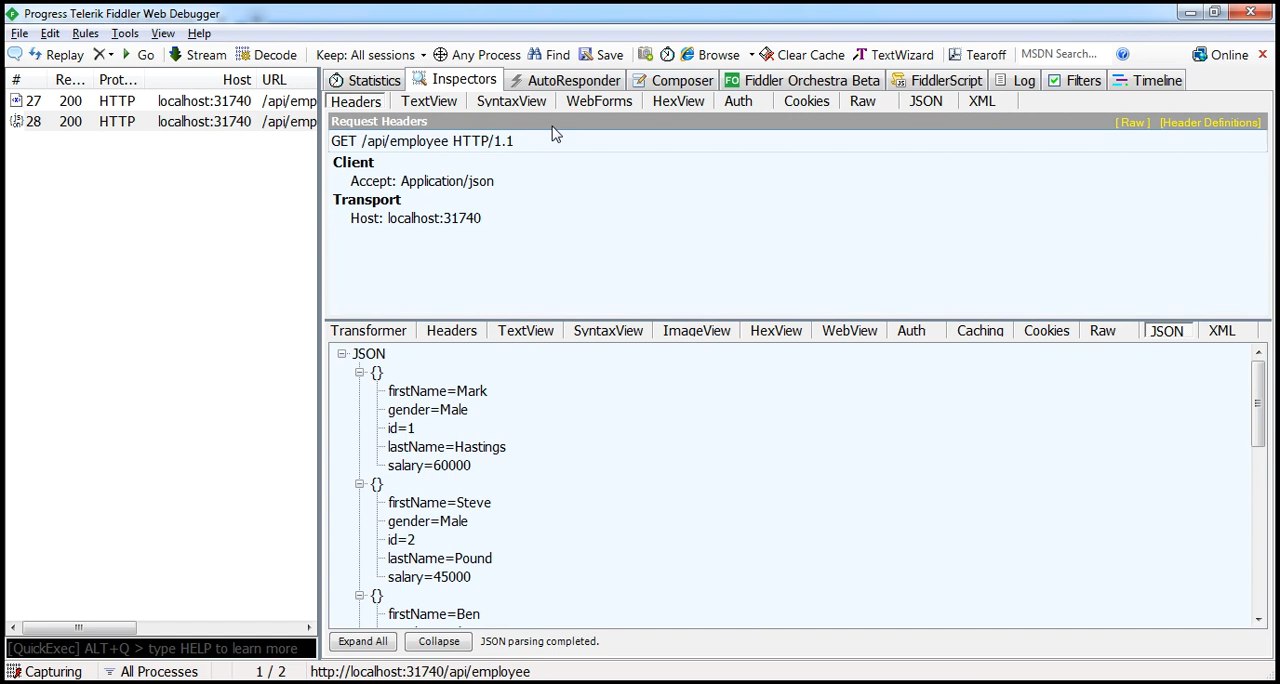 Progress Telerik Fiddler Web Debugger
File Edit Rules Tools View Help
Replay Go Stream Decode Keep: All sessions Any Process Find Save Browse Clear Cache TextWizard Tearoff MSDN Search... Online
# Re... Prot... Host URL
27 200 HTTP localhost:31740 /api/emp
28 200 HTTP localhost:31740 /api/emp
Statistics Inspectors AutoResponder Composer Fiddler Orchestra Beta FiddlerScript Log Filters Timeline
Headers TextView SyntaxView WebForms HexView Auth Cookies Raw JSON XML
Request Headers [ Raw ] [Header Definitions]
GET /api/employee HTTP/1.1
Client
Accept: Application/json
Transport
Host: localhost:31740
Transformer Headers TextView SyntaxView ImageView HexView WebView Auth Caching Cookies Raw JSON XML
JSON
{}
firstName=Mark
gender=Male
id=1
lastName=Hastings
salary=60000
{}
firstName=Steve
gender=Male
id=2
lastName=Pound
salary=45000
{}
firstName=Ben
Expand All Collapse JSON parsing completed.
[QuickExec] ALT+Q > type HELP to learn more
Capturing All Processes 1 / 2 http://localhost:31740/api/employee